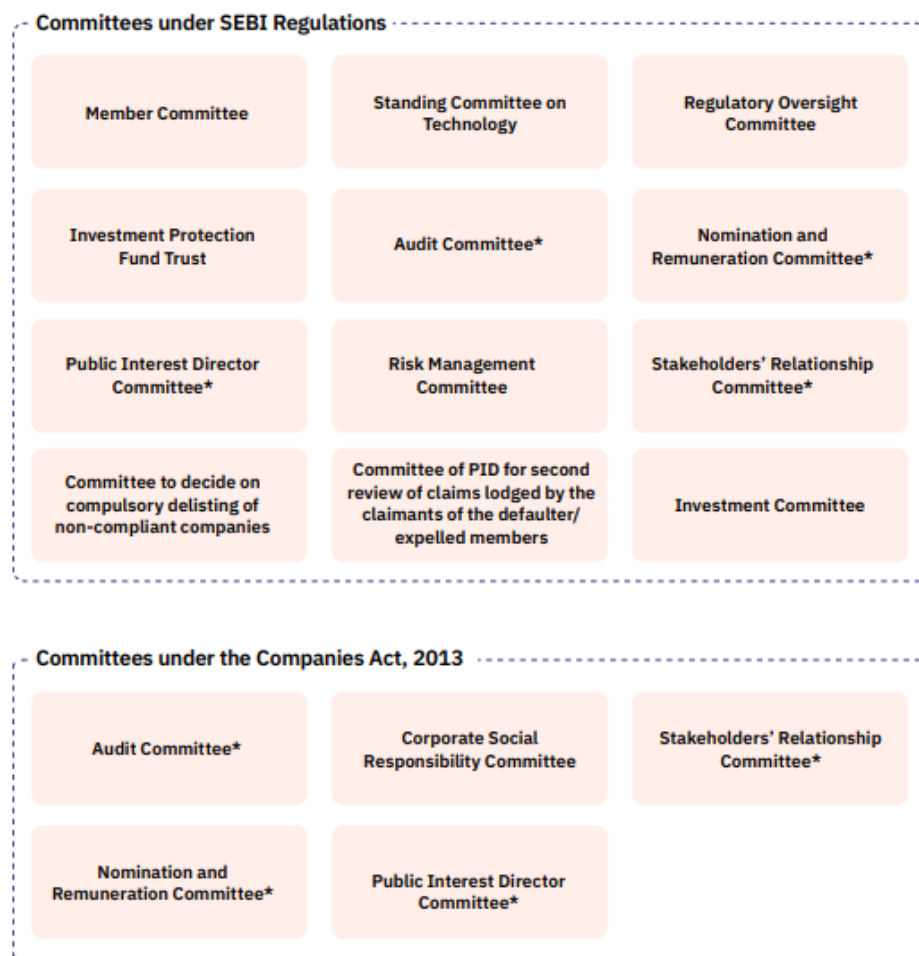 Committees under SEBI Regulations
Member Committee
Standing Committee on
Technology
Regulatory Oversight
Committee
Investment Protection
Fund Trust
Audit Committee*
Nomination and
Remuneration Committee*
Public Interest Director
Committee*
Risk Management
Committee
Stakeholders' Relationship
Committee*
Committee to decide on
compulsory delisting of
non-compliant companies
Committee of PID for second
review of claims lodged by the
claimants of the defaulter/
expelled members
Investment Committee
Committees under the Companies Act, 2013
Audit Committee*
Corporate Social
Responsibility Committee
Stakeholders' Relationship
Committee*
Nomination and
Remuneration Committee*
Public Interest Director
Committee*